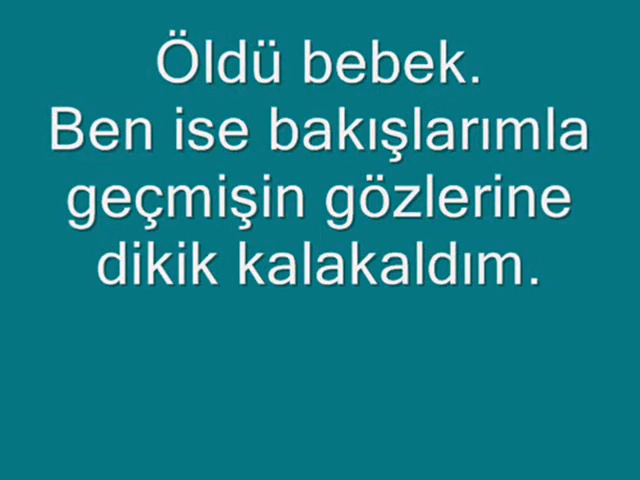 Öldü bebek.
Ben ise bakışlarımla
geçmişin gözlerine
dikik kalakaldım.